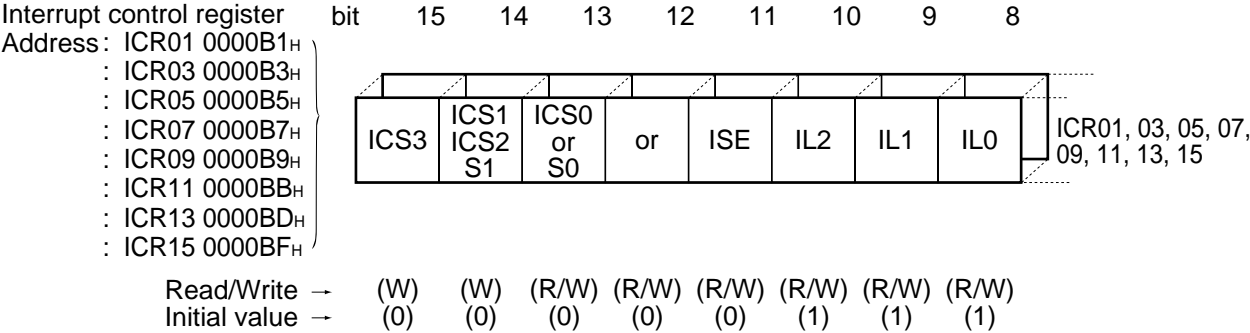 Interrupt control register bit 15 14 13 12 11 10 9 8
Address : ICR01 0000B1H
: ICR03 0000B3H
: ICR05 0000B5H
: ICR07 0000B7H
: ICR09 0000B9H
: ICR11 0000BBH
: ICR13 0000BDH
: ICR15 0000BFH
ICS3
ICS1
ICS2
S1
ICS0
or
S0
or
ISE
IL2
IL1
IL0
ICR01, 03, 05, 07,
09, 11, 13, 15
Read/Write → (W) (W) (R/W) (R/W) (R/W) (R/W) (R/W) (R/W)
Initial value → (0) (0) (0) (0) (0) (1) (1) (1)